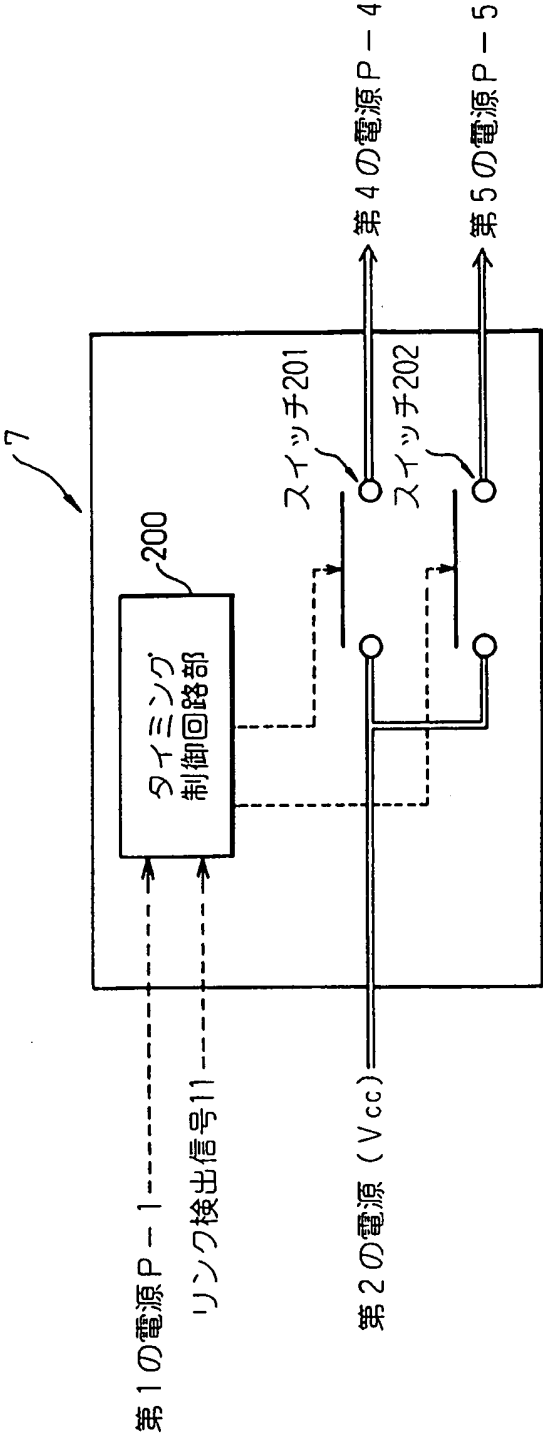 7
200
タイミング
制御回路部
第1の電源P－1
リンク検出信号11
スイッチ201
第4の電源P－4
スイッチ202
第5の電源P－5
第2の電源（Vcc）